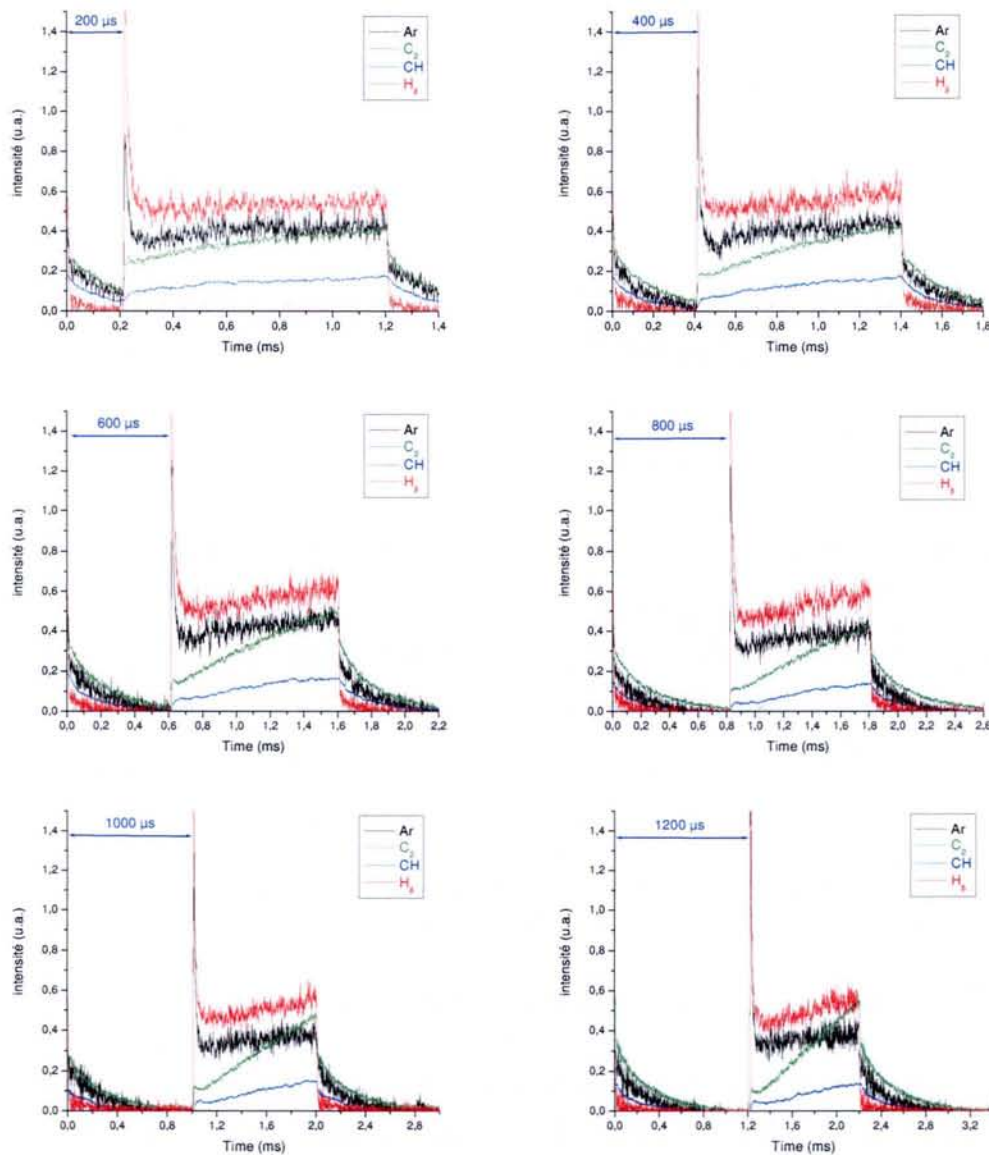 200 µs
Ar
C₂
CH
Hᵦ
intensité (u.a.)
1,4
1,2
1,0
0,8
0,6
0,4
0,2
0,0
0,0 0,2 0,4 0,6 0,8 1,0 1,2 1,4
Time (ms)
400 µs
Ar
C₂
CH
Hᵦ
intensité (u.a.)
1,4
1,2
1,0
0,8
0,6
0,4
0,2
0,0
0,0 0,2 0,4 0,6 0,8 1,0 1,2 1,4 1,6 1,8
Time (ms)
600 µs
Ar
C₂
CH
Hᵦ
intensité (u.a.)
1,4
1,2
1,0
0,8
0,6
0,4
0,2
0,0
0,0 0,2 0,4 0,6 0,8 1,0 1,2 1,4 1,6 1,8 2,0 2,2
Time (ms)
800 µs
Ar
C₂
CH
Hᵦ
intensité (u.a.)
1,4
1,2
1,0
0,8
0,6
0,4
0,2
0,0
0,0 0,2 0,4 0,6 0,8 1,0 1,2 1,4 1,6 1,8 2,0 2,2 2,4 2,6
Time (ms)
1000 µs
Ar
C₂
CH
Hᵦ
intensité (u.a.)
1,4
1,2
1,0
0,8
0,6
0,4
0,2
0,0
0,0 0,4 0,8 1,2 1,6 2,0 2,4 2,8
Time (ms)
1200 µs
Ar
C₂
CH
Hᵦ
intensité (u.a.)
1,4
1,2
1,0
0,8
0,6
0,4
0,2
0,0
0,0 0,4 0,8 1,2 1,6 2,0 2,4 2,8 3,2
Time (ms)